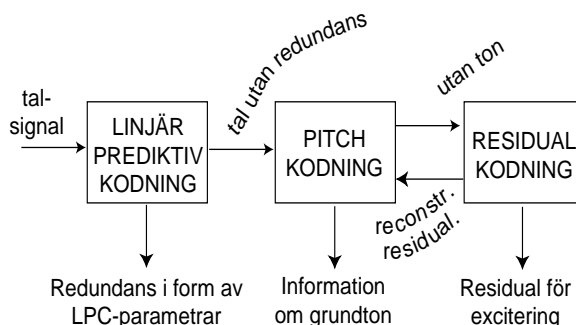 tal-
signal
LINJÄR
PREDIKTIV
KODNING
tal utan redundans
PITCH
KODNING
utan ton
RESIDUAL
KODNING
reconstr.
residual.
Redundans i form av
LPC-parametrar
Information
om grundton
Residual för
excitering